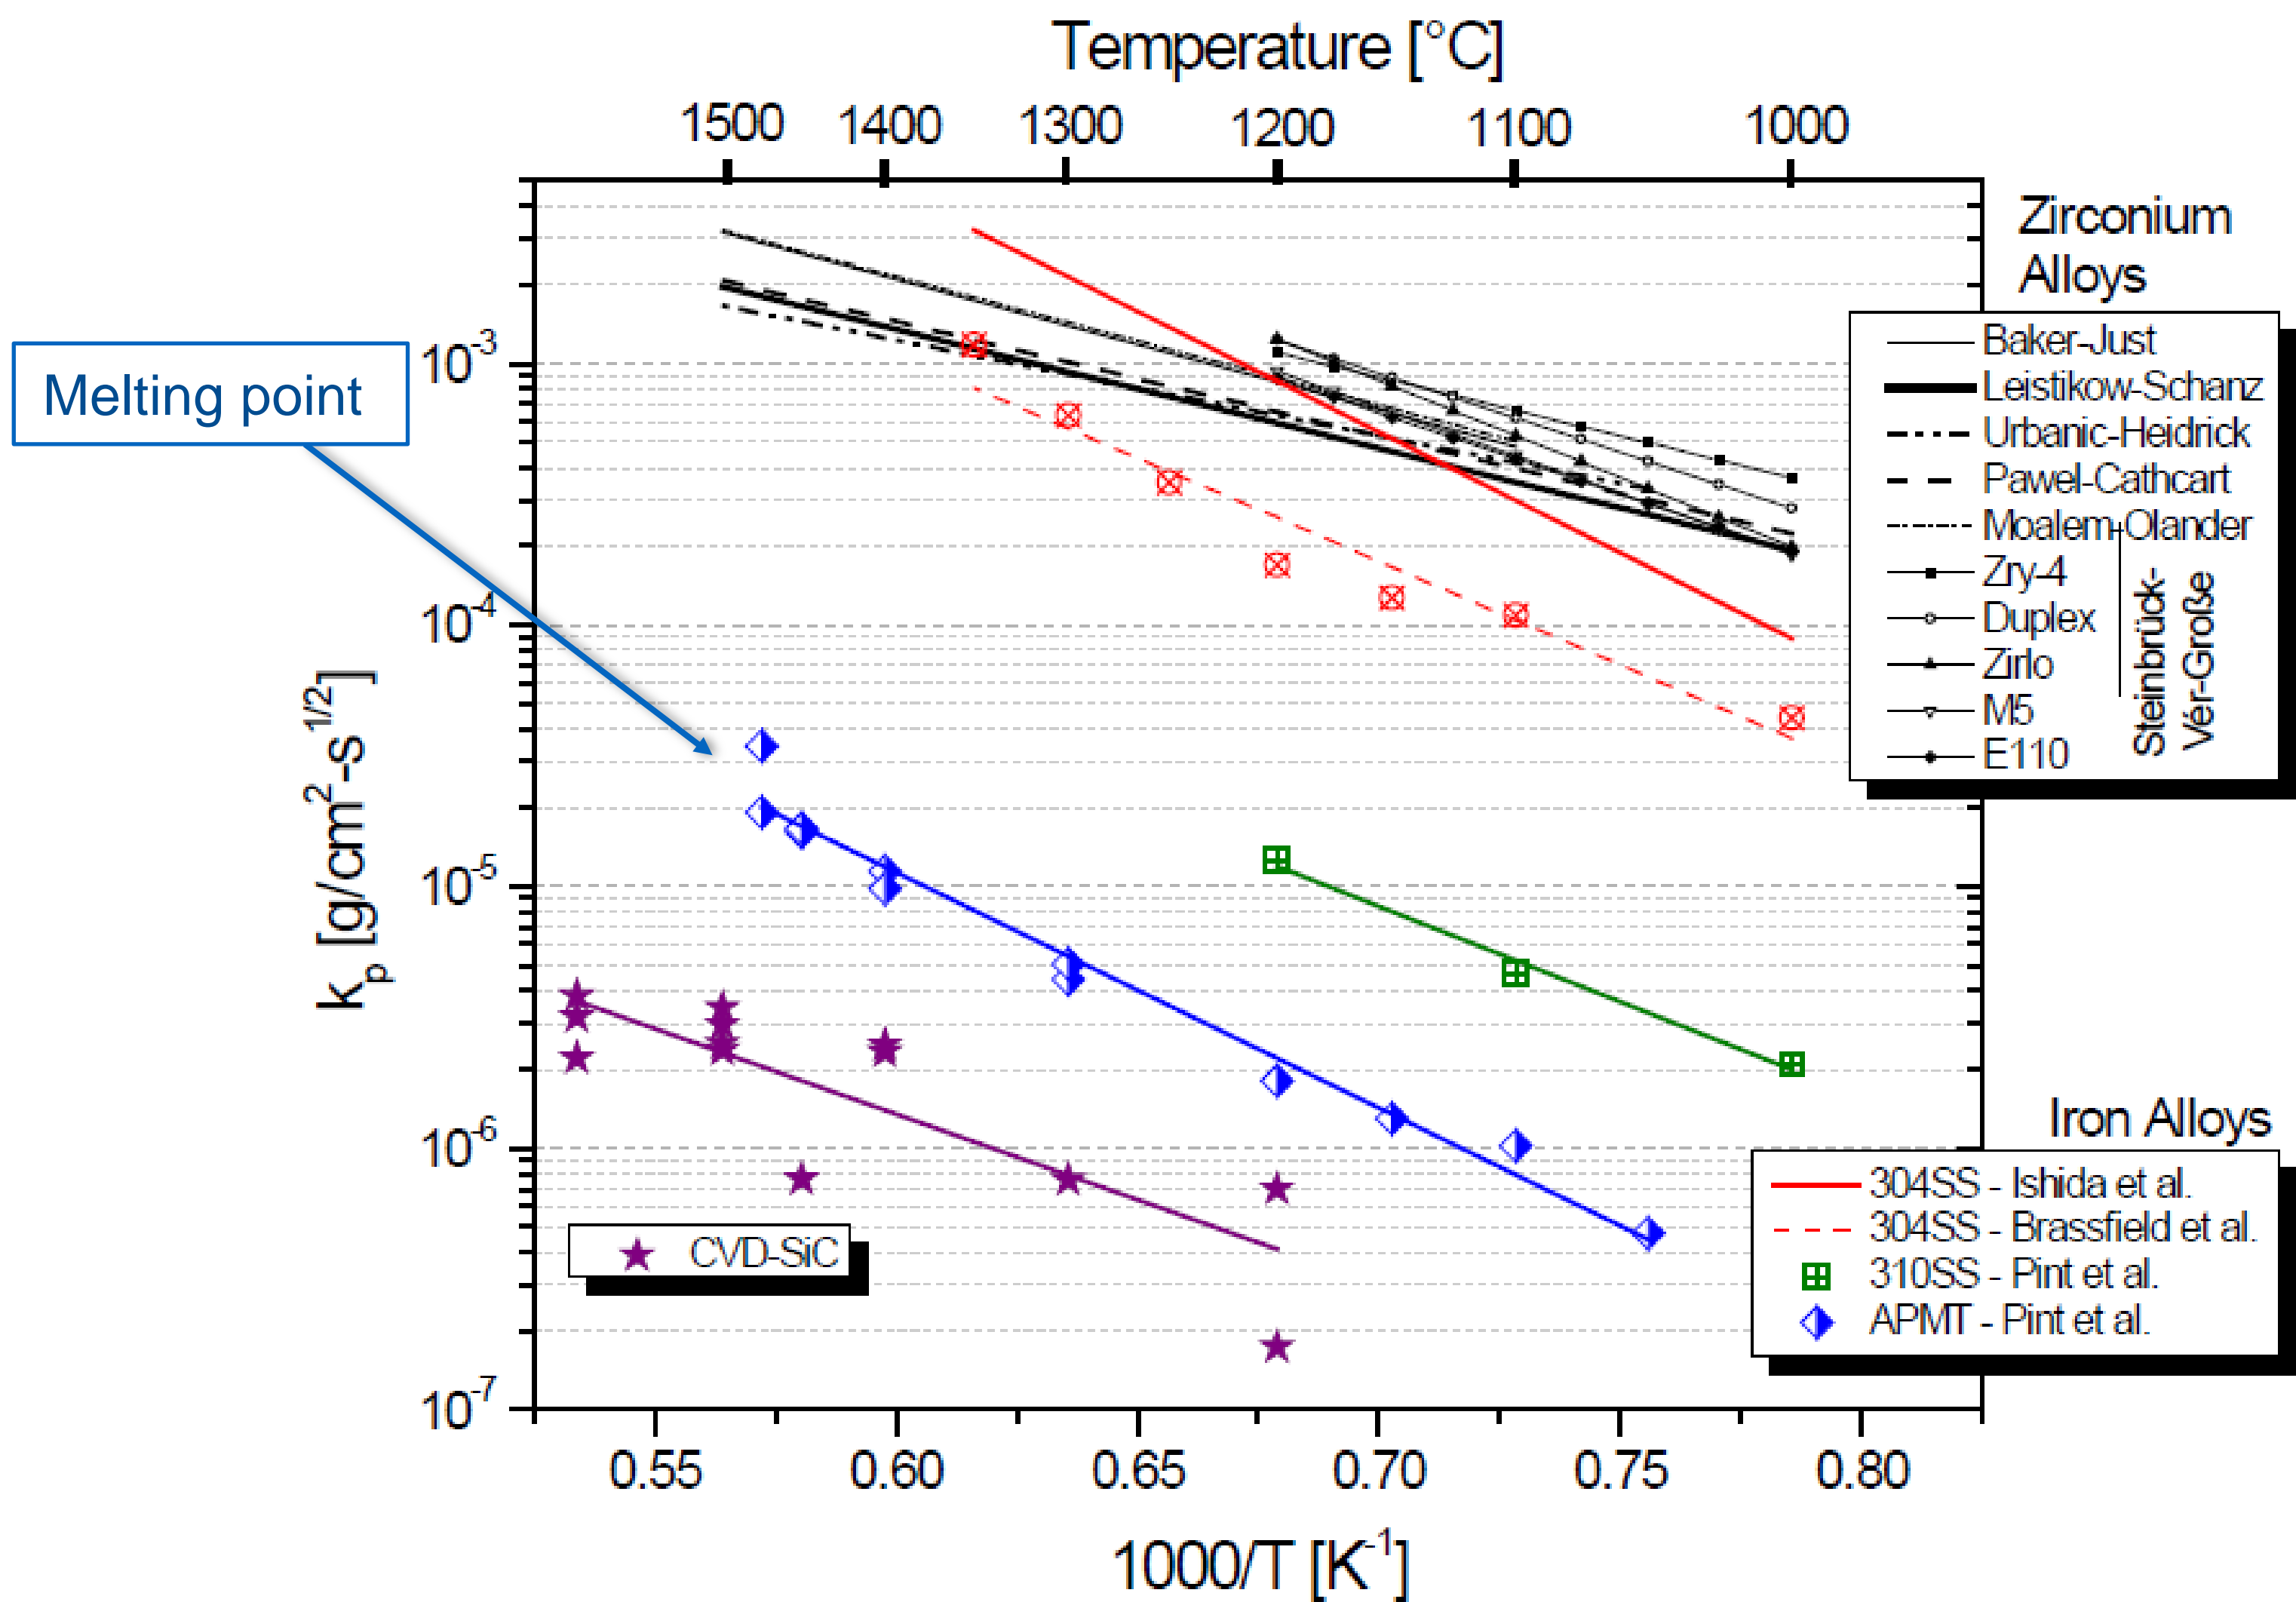 Temperature [°C]
1500 1400 1300 1200 1100 1000
Zirconium
Alloys
Baker-Just
Leistikow-Schanz
Urbanic-Heidrick
Pawel-Cathcart
Moalem-Olander
Zry-4
Duplex
Zirlo
M5
E110
Steinbrück-
Vér-Große
Melting point
10⁻³
10⁻⁴
10⁻⁵
10⁻⁶
10⁻⁷
kₚ [g/cm²-s¹ᐟ²]
Iron Alloys
304SS - Ishida et al.
304SS - Brassfield et al.
310SS - Pint et al.
APMT - Pint et al.
CVD-SiC
0.55 0.60 0.65 0.70 0.75 0.80
1000/T [K⁻¹]